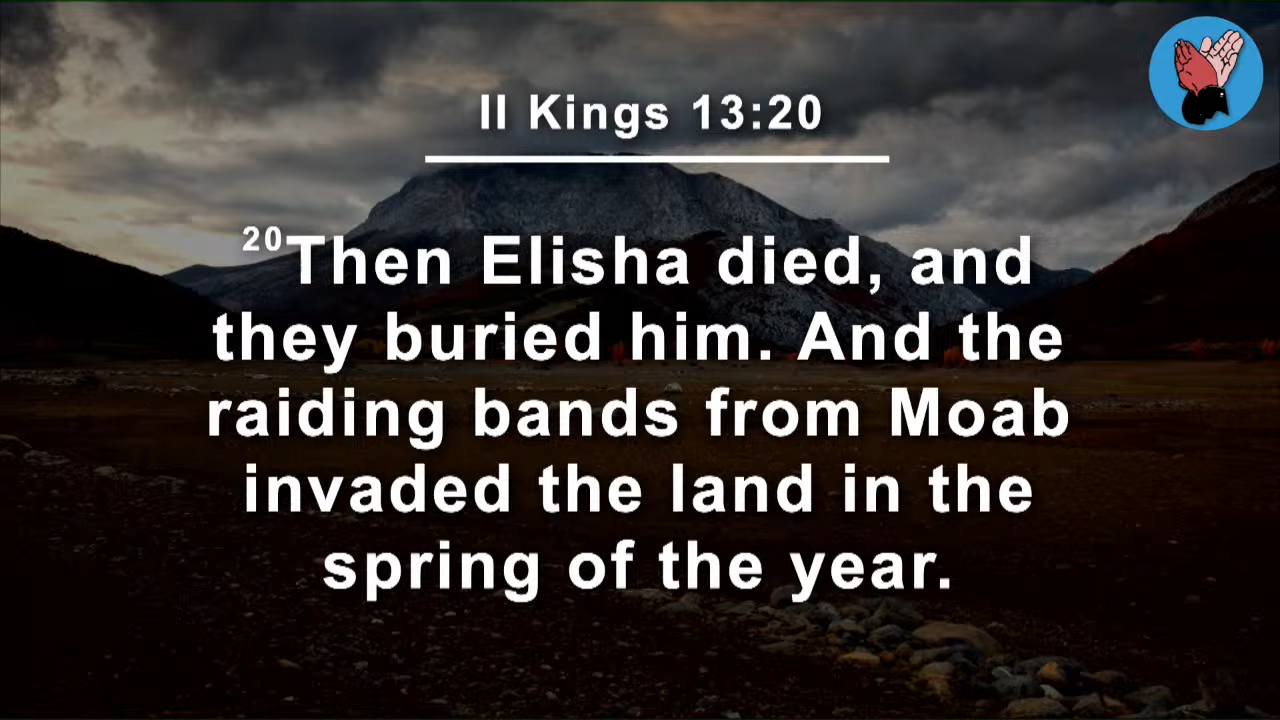 II Kings 13:20
20Then Elisha died, and
they buried him. And the
raiding bands from Moab
invaded the land in the
spring of the year.